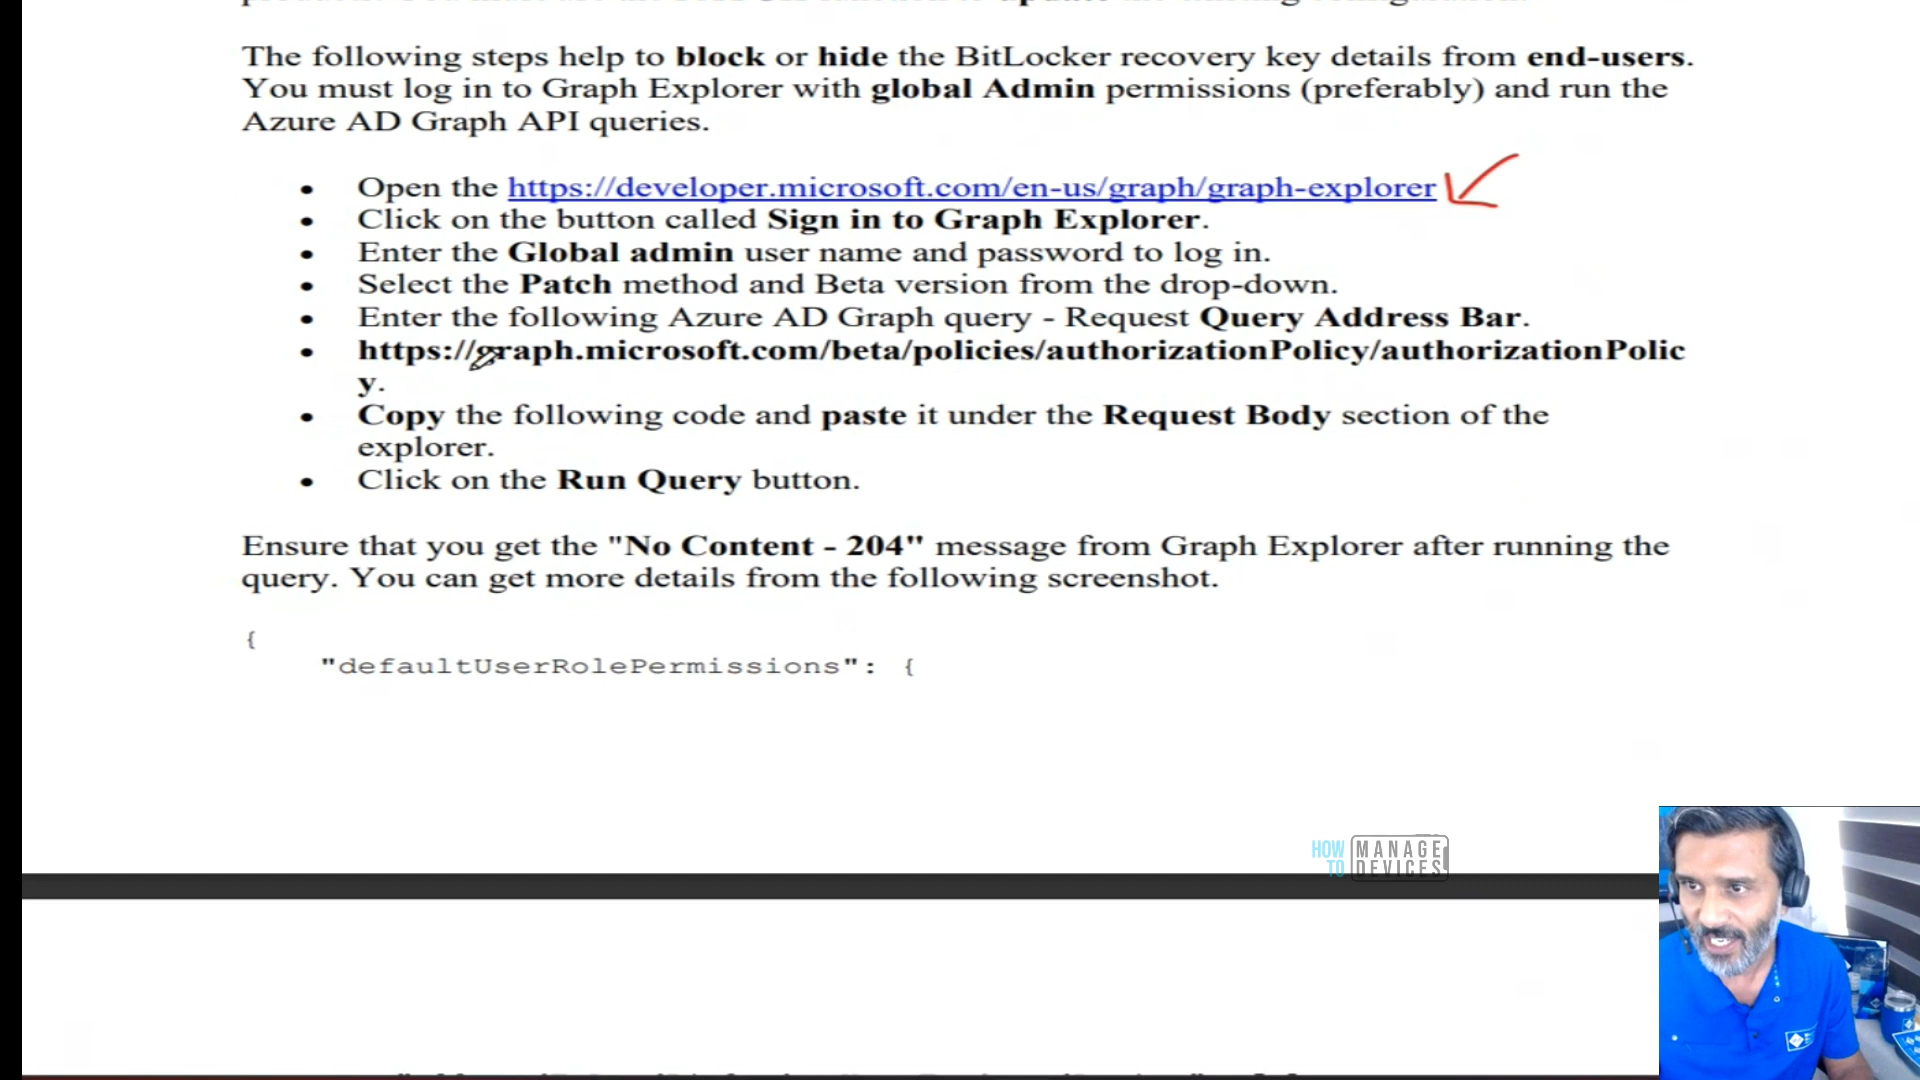 The following steps help to block or hide the BitLocker recovery key details from end-users.
You must log in to Graph Explorer with global Admin permissions (preferably) and run the
Azure AD Graph API queries.
• Open the https://developer.microsoft.com/en-us/graph/graph-explorer
• Click on the button called Sign in to Graph Explorer.
• Enter the Global admin user name and password to log in.
• Select the Patch method and Beta version from the drop-down.
• Enter the following Azure AD Graph query - Request Query Address Bar.
• https://graph.microsoft.com/beta/policies/authorizationPolicy/authorizationPolic
y.
• Copy the following code and paste it under the Request Body section of the
explorer.
• Click on the Run Query button.
Ensure that you get the "No Content - 204" message from Graph Explorer after running the
query. You can get more details from the following screenshot.
{
"defaultUserRolePermissions": {
HOW TO MANAGE DEVICES